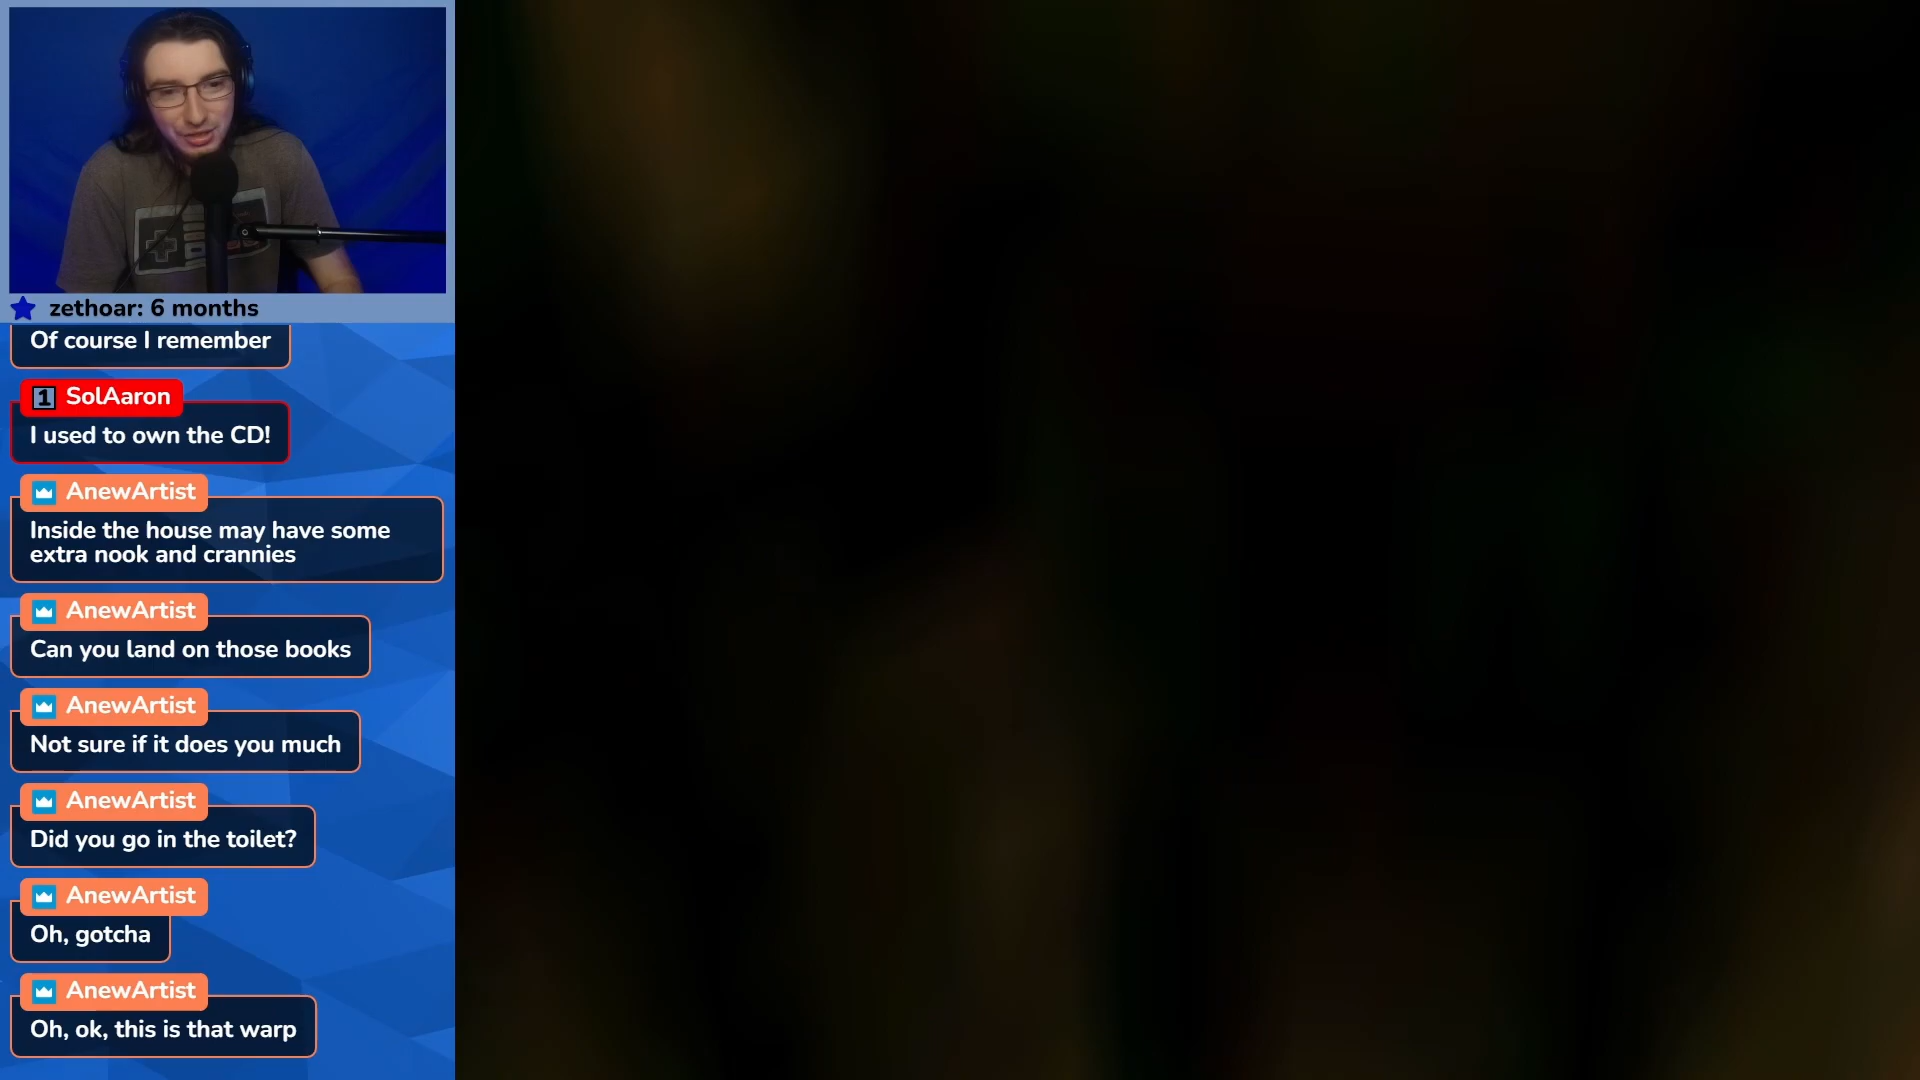 zethoar: 6 months
Of course I remember
1 SolAaron
I used to own the CD!
AnewArtist
Inside the house may have some
extra nook and crannies
AnewArtist
Can you land on those books
AnewArtist
Not sure if it does you much
AnewArtist
Did you go in the toilet?
AnewArtist
Oh, gotcha
AnewArtist
Oh, ok, this is that warp